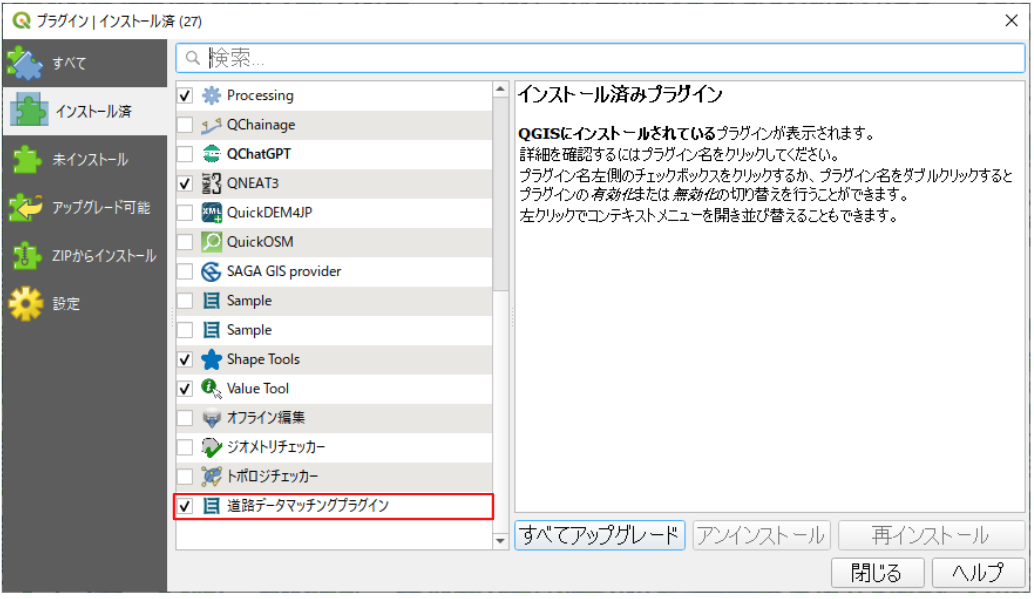 プラグイン | インストール済 (27)
すべて
インストール済
未インストール
アップグレード可能
ZIPからインストール
設定
検索...
Processing
QChainage
QChatGPT
QNEAT3
QuickDEM4JP
QuickOSM
SAGA GIS provider
Sample
Sample
Shape Tools
Value Tool
オフライン編集
ジオメトリチェッカー
トポロジチェッカー
道路データマッチングプラグイン
インストール済みプラグイン
QGISにインストールされているプラグインが表示されます。
詳細を確認するにはプラグイン名をクリックしてください。
プラグイン名左側のチェックボックスをクリックするか、プラグイン名をダブルクリックすると
プラグインの有効化または無効化の切り替えを行うことができます。
左クリックでコンテキストメニューを開き並び替えることもできます。
すべてアップグレード
アンインストール
再インストール
閉じる
ヘルプ